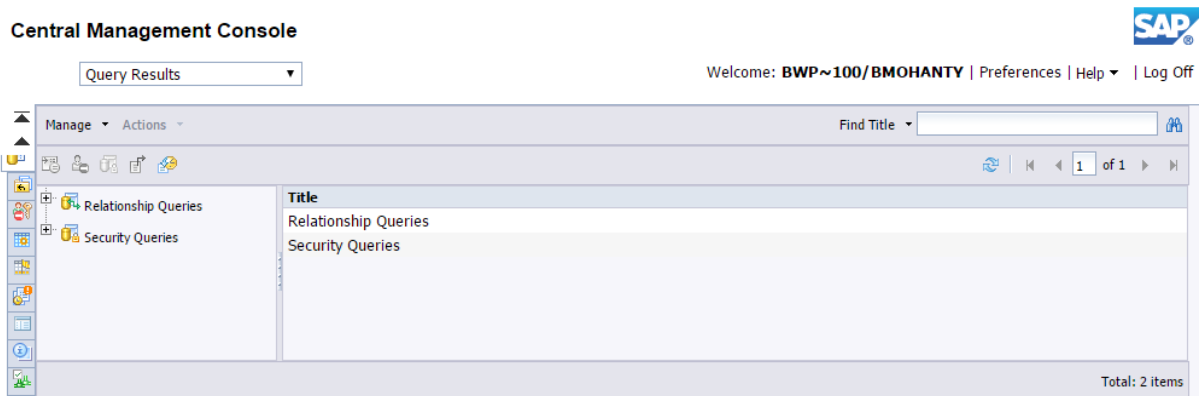 SAP®
Central Management Console
Query Results
Welcome: BWP~100/BMOHANTY | Preferences | Help | Log Off
Manage Actions Find Title
1 of 1
Relationship Queries
Security Queries
Title
Relationship Queries
Security Queries
Total: 2 items